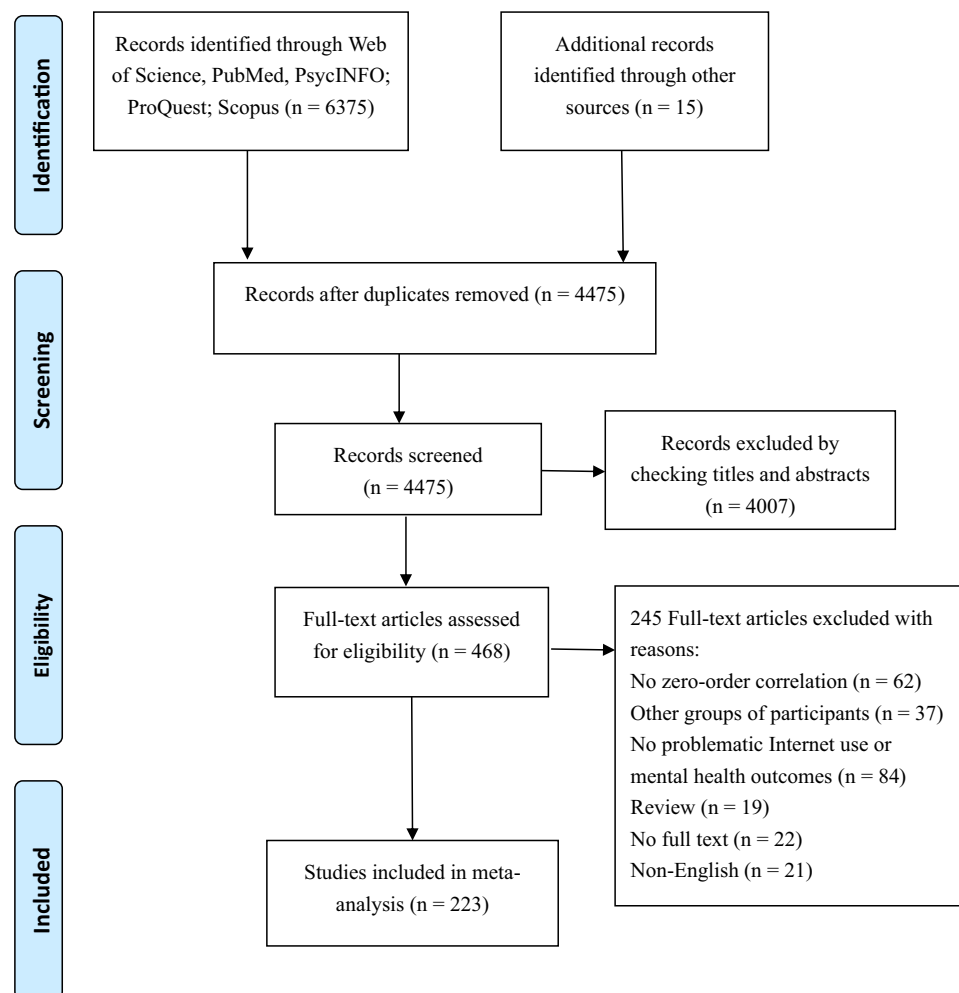 Identification
Records identified through Web
of Science, PubMed, PsycINFO;
ProQuest; Scopus (n = 6375)
Additional records
identified through other
sources (n = 15)
Screening
Records after duplicates removed (n = 4475)
Records screened
(n = 4475)
Records excluded by
checking titles and abstracts
(n = 4007)
Eligibility
Full-text articles assessed
for eligibility (n = 468)
245 Full-text articles excluded with
reasons:
No zero-order correlation (n = 62)
Other groups of participants (n = 37)
No problematic Internet use or
mental health outcomes (n = 84)
Review (n = 19)
No full text (n = 22)
Non-English (n = 21)
Included
Studies included in meta-
analysis (n = 223)